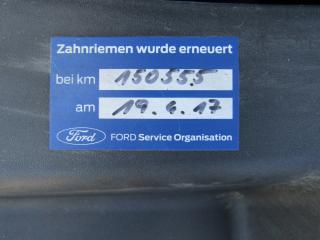 Zahnriemen wurde erneuert
bei km 150555
am 19.6.17
Ford FORD Service Organisation